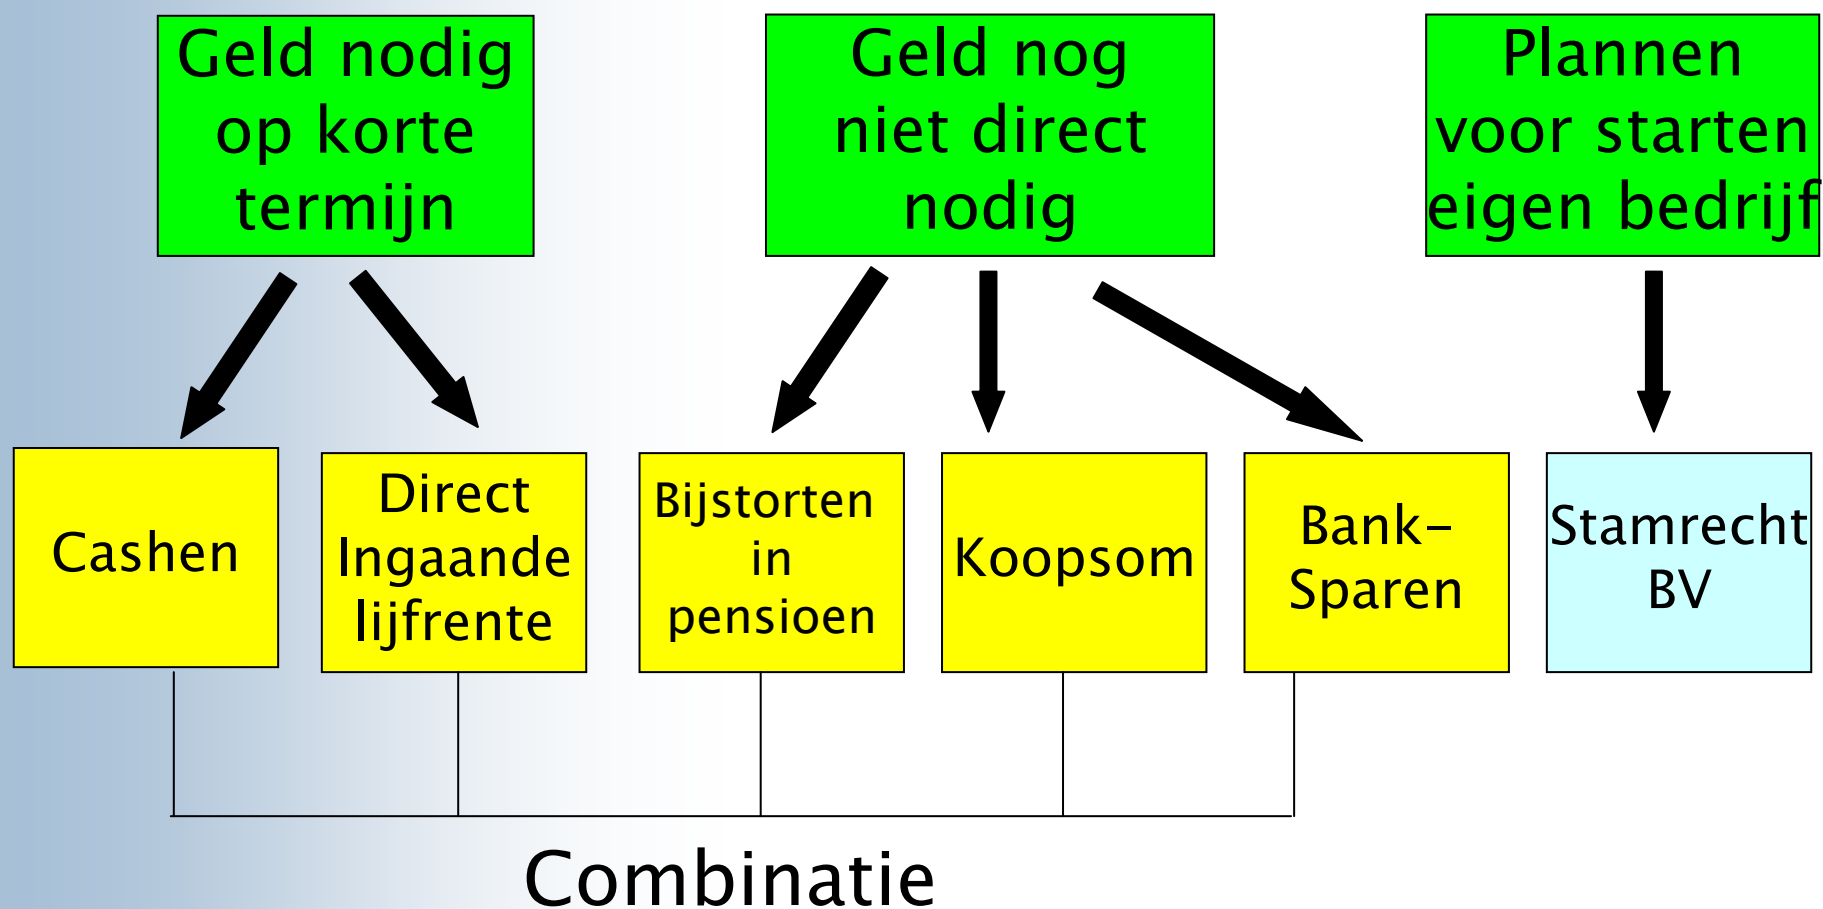 Geld nodig
op korte
termijn
Geld nog
niet direct
nodig
Plannen
voor starten
eigen bedrijf
Cashen
Direct
Ingaande
lijfrente
Bijstorten
in
pensioen
Koopsom
Bank-
Sparen
Stamrecht
BV
Combinatie